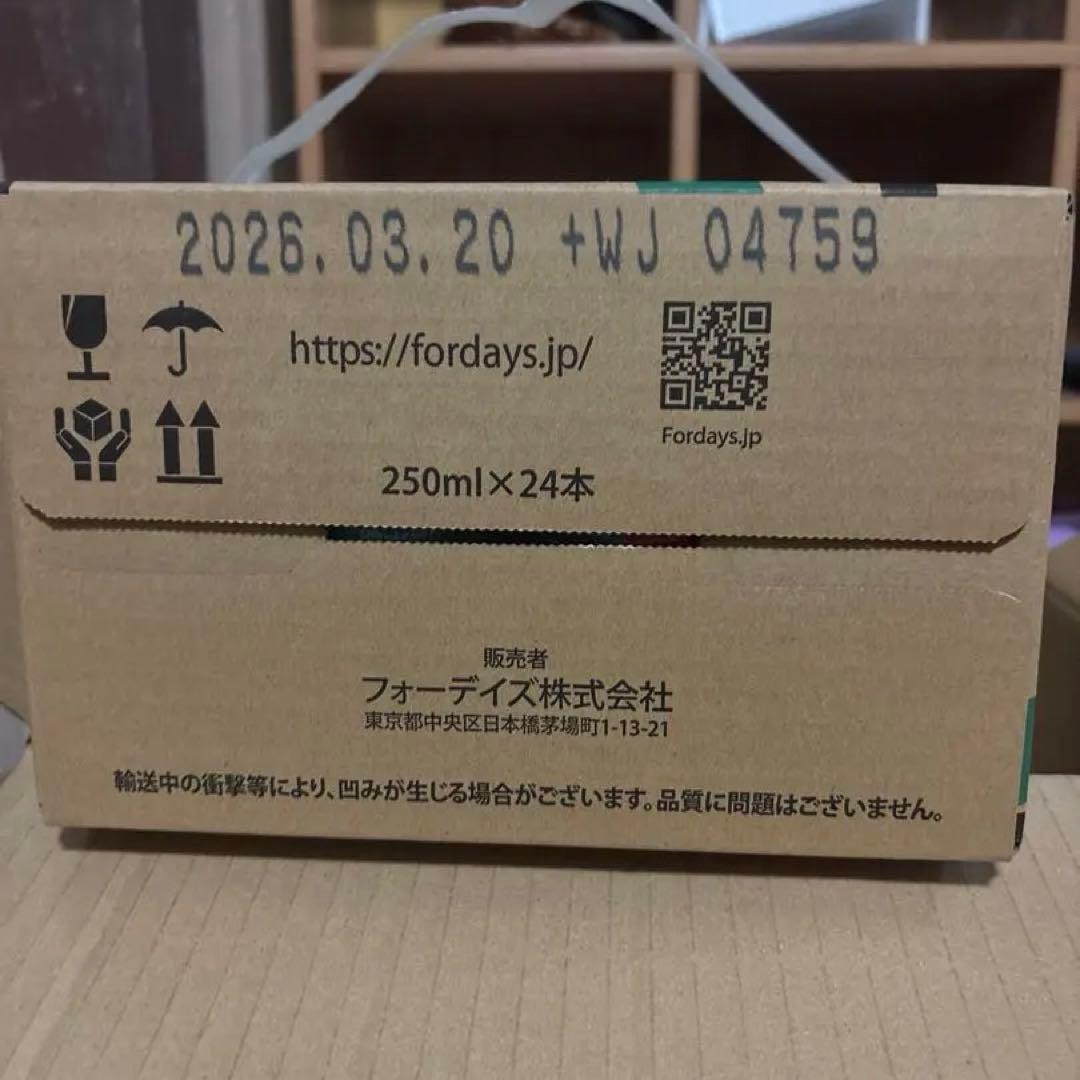 2026.03.20 +WJ 04759
https://fordays.jp/
Fordays.jp
250ml×24本
販売者
フォーデイズ株式会社
東京都中央区日本橋茅場町1-13-21
輸送中の衝撃等により、凹みが生じる場合がございます。品質に問題はございません。